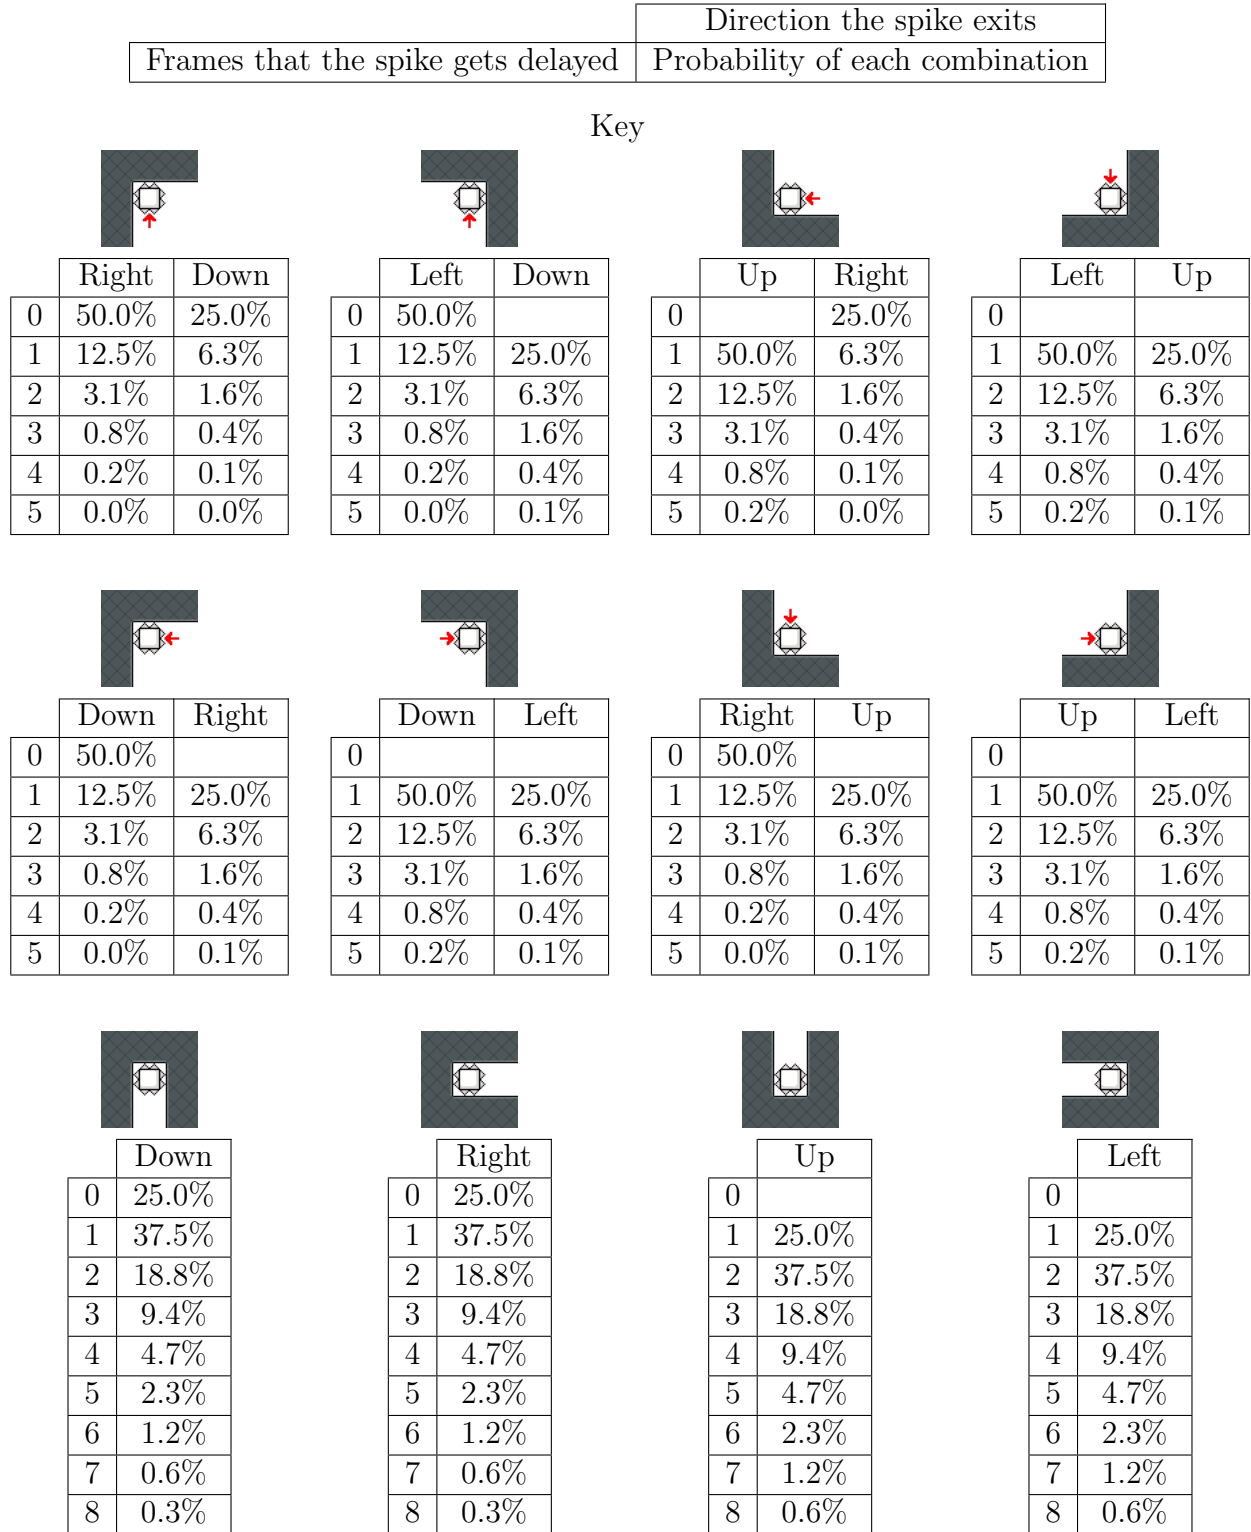 Direction the spike exits
Frames that the spike gets delayed Probability of each combination
Key
Right Down
0 50.0% 25.0%
1 12.5% 6.3%
2 3.1% 1.6%
3 0.8% 0.4%
4 0.2% 0.1%
5 0.0% 0.0%
Left Down
0 50.0%
1 12.5% 25.0%
2 3.1% 6.3%
3 0.8% 1.6%
4 0.2% 0.4%
5 0.0% 0.1%
Up Right
0 25.0%
1 50.0% 6.3%
2 12.5% 1.6%
3 3.1% 0.4%
4 0.8% 0.1%
5 0.2% 0.0%
Left Up
0
1 50.0% 25.0%
2 12.5% 6.3%
3 3.1% 1.6%
4 0.8% 0.4%
5 0.2% 0.1%
Down Right
0 50.0%
1 12.5% 25.0%
2 3.1% 6.3%
3 0.8% 1.6%
4 0.2% 0.4%
5 0.0% 0.1%
Down Left
0
1 50.0% 25.0%
2 12.5% 6.3%
3 3.1% 1.6%
4 0.8% 0.4%
5 0.2% 0.1%
Right Up
0 50.0%
1 12.5% 25.0%
2 3.1% 6.3%
3 0.8% 1.6%
4 0.2% 0.4%
5 0.0% 0.1%
Up Left
0
1 50.0% 25.0%
2 12.5% 6.3%
3 3.1% 1.6%
4 0.8% 0.4%
5 0.2% 0.1%
Down
0 25.0%
1 37.5%
2 18.8%
3 9.4%
4 4.7%
5 2.3%
6 1.2%
7 0.6%
8 0.3%
Right
0 25.0%
1 37.5%
2 18.8%
3 9.4%
4 4.7%
5 2.3%
6 1.2%
7 0.6%
8 0.3%
Up
0
1 25.0%
2 37.5%
3 18.8%
4 9.4%
5 4.7%
6 2.3%
7 1.2%
8 0.6%
Left
0
1 25.0%
2 37.5%
3 18.8%
4 9.4%
5 4.7%
6 2.3%
7 1.2%
8 0.6%